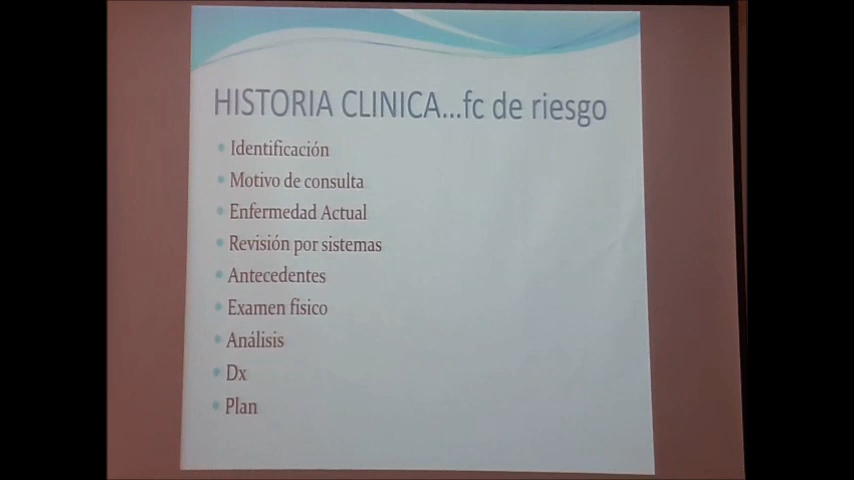 HISTORIA CLINICA...fc de riesgo
Identificación
Motivo de consulta
Enfermedad Actual
Revisión por sistemas
Antecedentes
Examen físico
Análisis
Dx
Plan